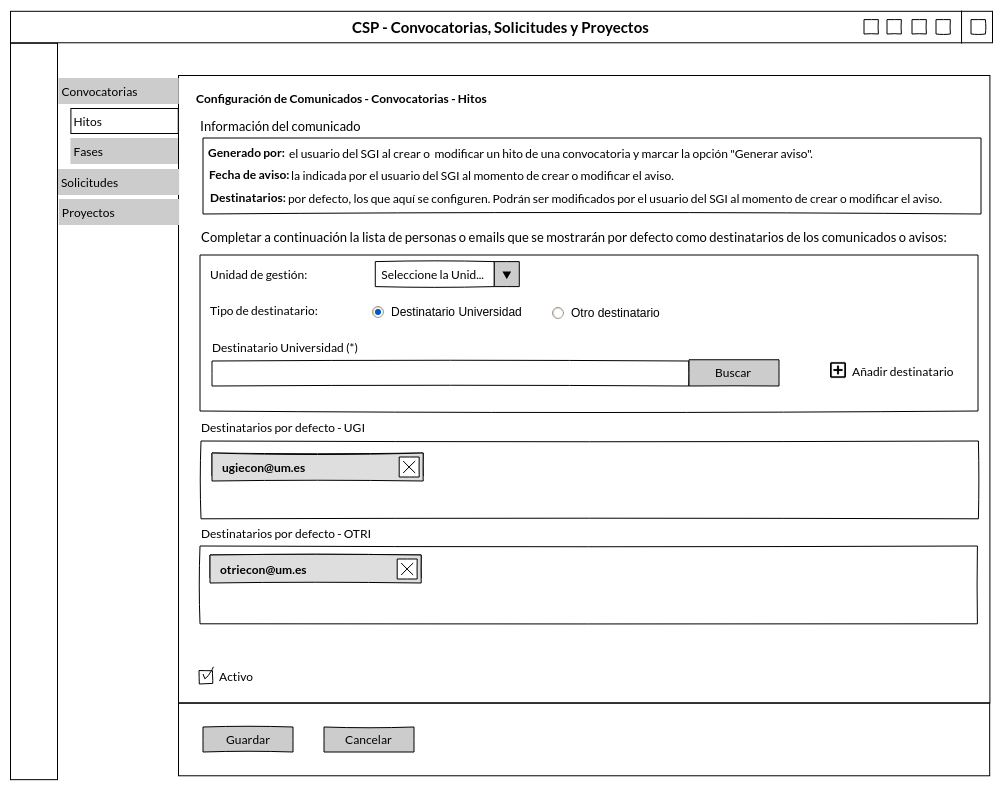 CSP - Convocatorias, Solicitudes y Proyectos
Convocatorias
Hitos
Fases
Solicitudes
Proyectos
Configuración de Comunicados - Convocatorias - Hitos
Información del comunicado
Generado por: el usuario del SGI al crear o modificar un hito de una convocatoria y marcar la opción "Generar aviso".
Fecha de aviso: la indicada por el usuario del SGI al momento de crear o modificar el aviso.
Destinatarios: por defecto, los que aquí se configuren. Podrán ser modificados por el usuario del SGI al momento de crear o modificar el aviso.
Completar a continuación la lista de personas o emails que se mostrarán por defecto como destinatarios de los comunicados o avisos:
Unidad de gestión: Seleccione la Unid...
Tipo de destinatario: Destinatario Universidad Otro destinatario
Destinatario Universidad (*)
Buscar Añadir destinatario
Destinatarios por defecto - UGI
ugiecon@um.es
Destinatarios por defecto - OTRI
otriecon@um.es
Activo
Guardar Cancelar